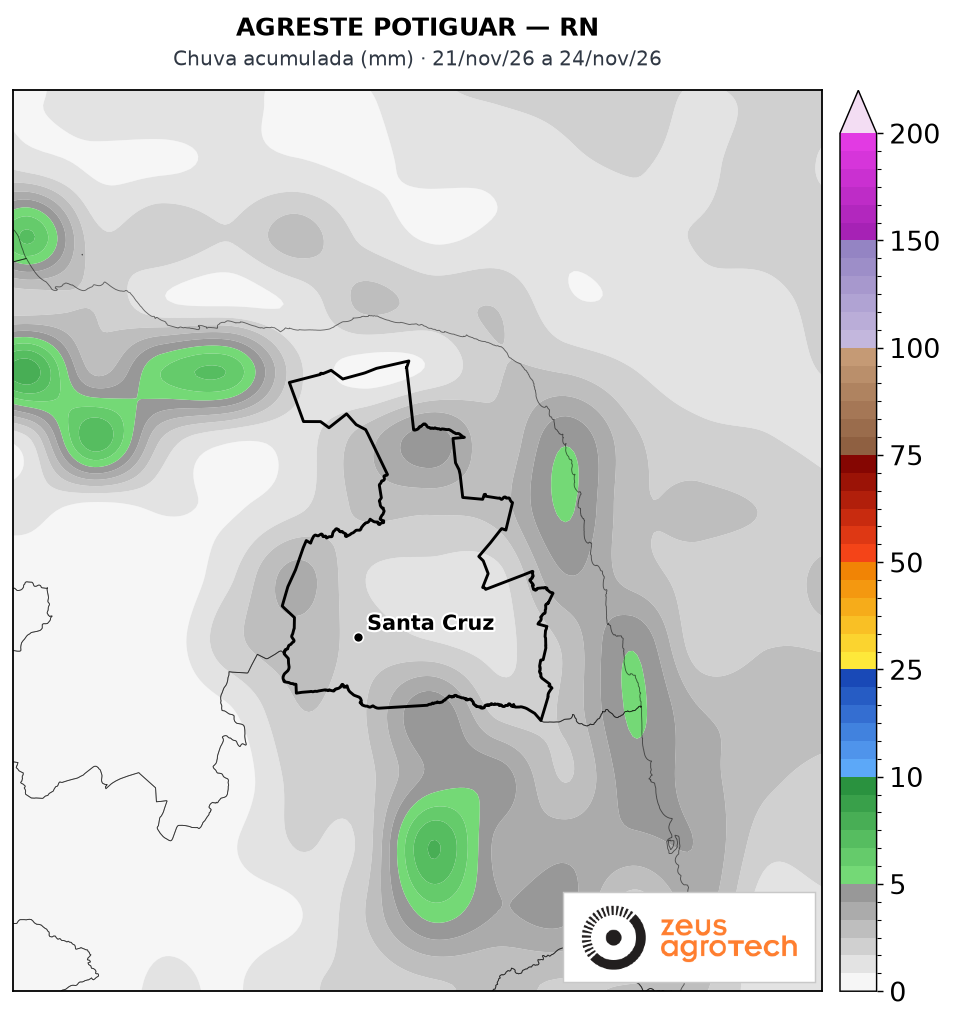 AGRESTE POTIGUAR — RN
Chuva acumulada (mm) · 21/nov/26 a 24/nov/26
200
150
100
75
50
25
10
5
0
Santa Cruz
zeus
agrotech